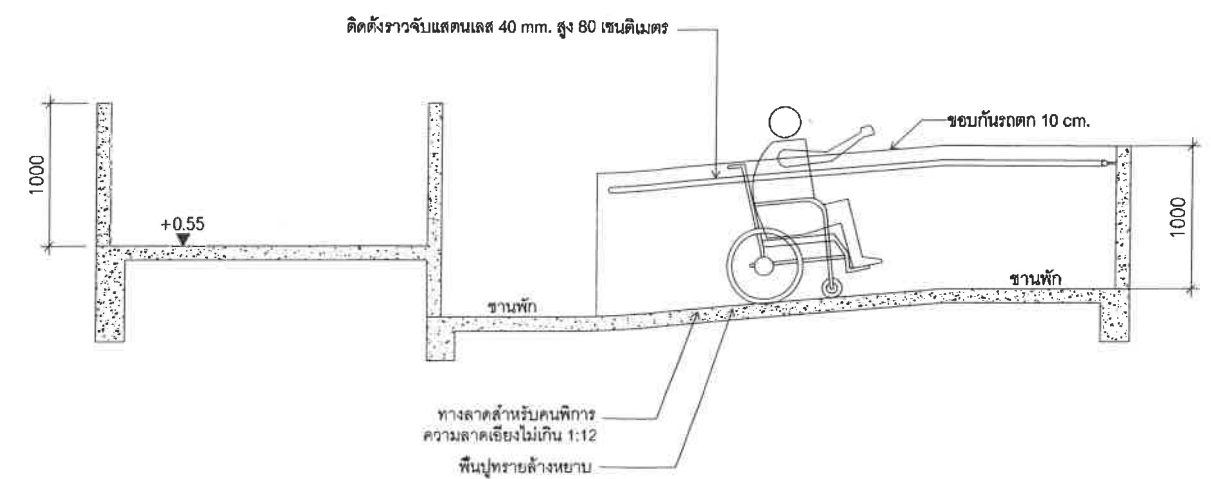 ติดตั้งราวจับแสตนเลส 40 mm. สูง 80 เซนติเมตร
ขอบกันรถตก 10 cm.
1000
+0.55
1000
ชานพัก
ชานพัก
ทางลาดสำหรับคนพิการ
ความลาดเอียงไม่เกิน 1:12
พื้นปูทรายล้างหยาบ